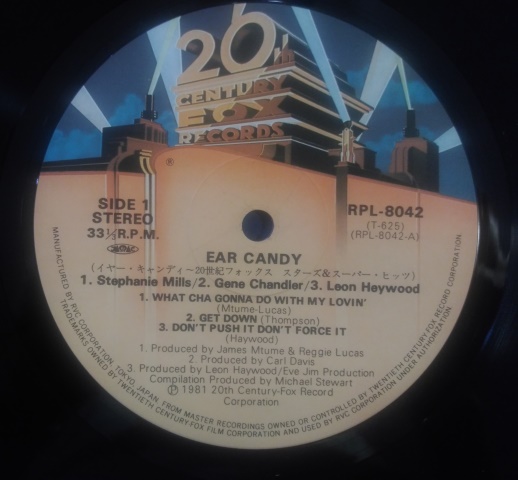 20th
CENTURY
FOX
RECORDS
®
SIDE 1
STEREO
33 1/3 R.P.M.
RPL-8042
(T-625)
(RPL-8042-A)
EAR CANDY
(イヤー・キャンディ~20世紀フォックス スターズ&スーパー・ヒッツ)
1. Stephanie Mills/2. Gene Chandler/3. Leon Heywood
1. WHAT CHA GONNA DO WITH MY LOVIN'
(Mtume-Lucas)
2. GET DOWN (Thompson)
3. DON'T PUSH IT DON'T FORCE IT
(Haywood)
1. Produced by James Mtume & Reggie Lucas
2. Produced by Carl Davis
3. Produced by Leon Heywood/Eve Jim Production
Compilation Produced by Michael Stewart
Ⓟ 1981 20th Century-Fox Record
Corporation
MANUFACTURED BY RVC CORPORATION, TOKYO, JAPAN, FROM MASTER RECORDINGS OWNED OR CONTROLLED BY TWENTIETH CENTURY-FOX RECORD CORPORATION
TRADEMARKS OWNED BY TWENTIETH CENTURY-FOX FILM CORPORATION AND USED BY RVC CORPORATION UNDER AUTHORIZATION.